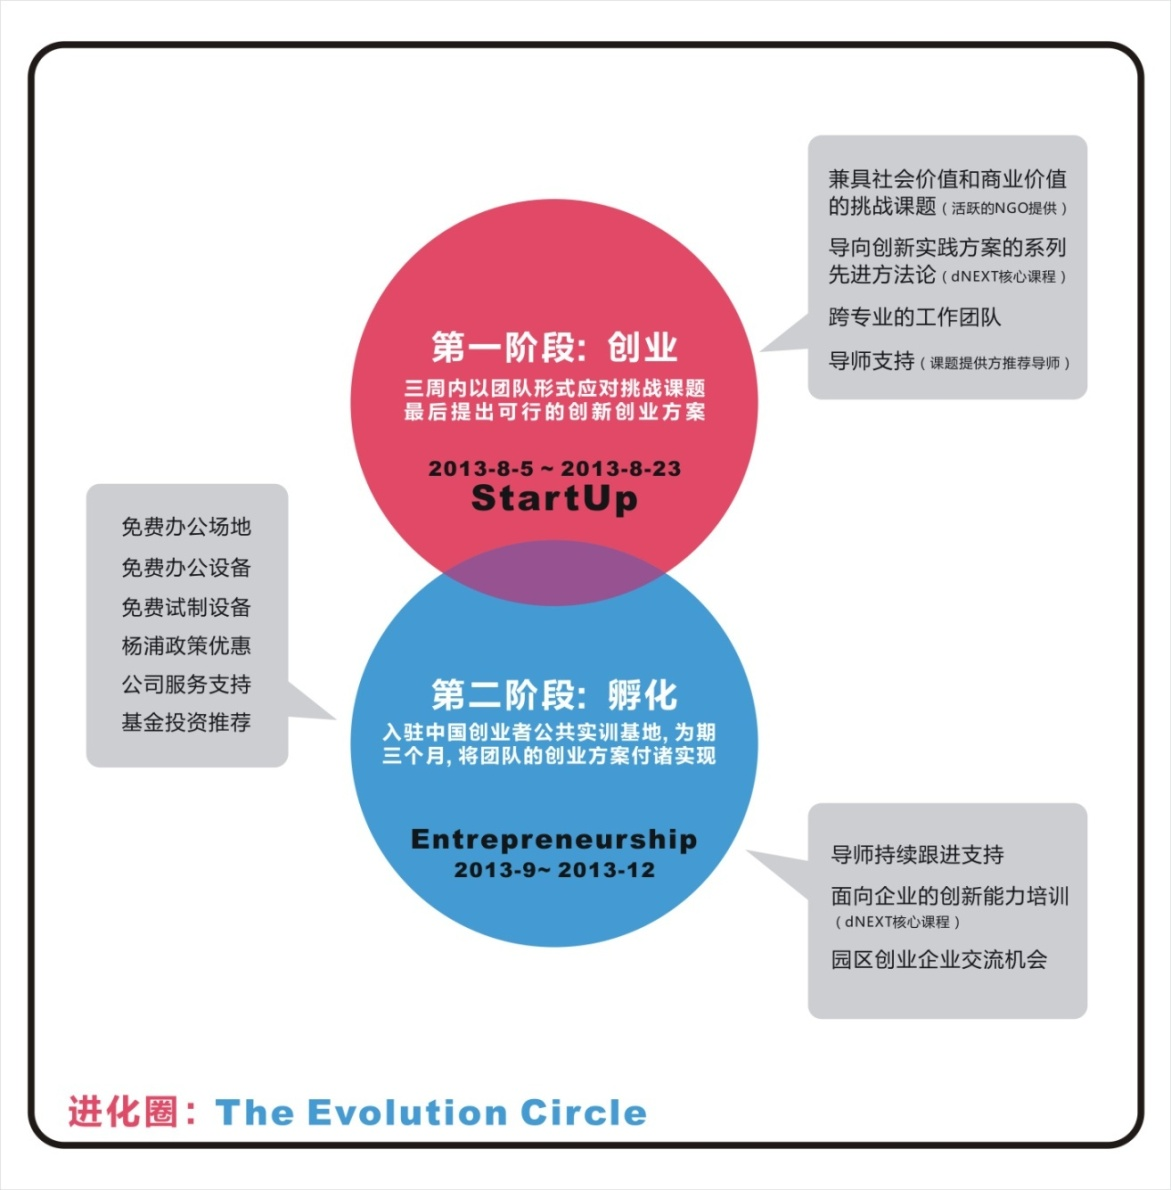 兼具社会价值和商业价值
的挑战课题（活跃的NGO提供）
导向创新实践方案的系列
先进方法论（dNEXT核心课程）
跨专业的工作团队
导师支持（课题提供方推荐导师）
第一阶段: 创业
三周内以团队形式应对挑战课题
最后提出可行的创新创业方案
2013-8-5 ~ 2013-8-23
StartUp
免费办公场地
免费办公设备
免费试制设备
杨浦政策优惠
公司服务支持
基金投资推荐
第二阶段: 孵化
入驻中国创业者公共实训基地, 为期
三个月, 将团队的创业方案付诸实现
Entrepreneurship
2013-9~ 2013-12
导师持续跟进支持
面向企业的创新能力培训
（dNEXT核心课程）
园区创业企业交流机会
进化圈: The Evolution Circle